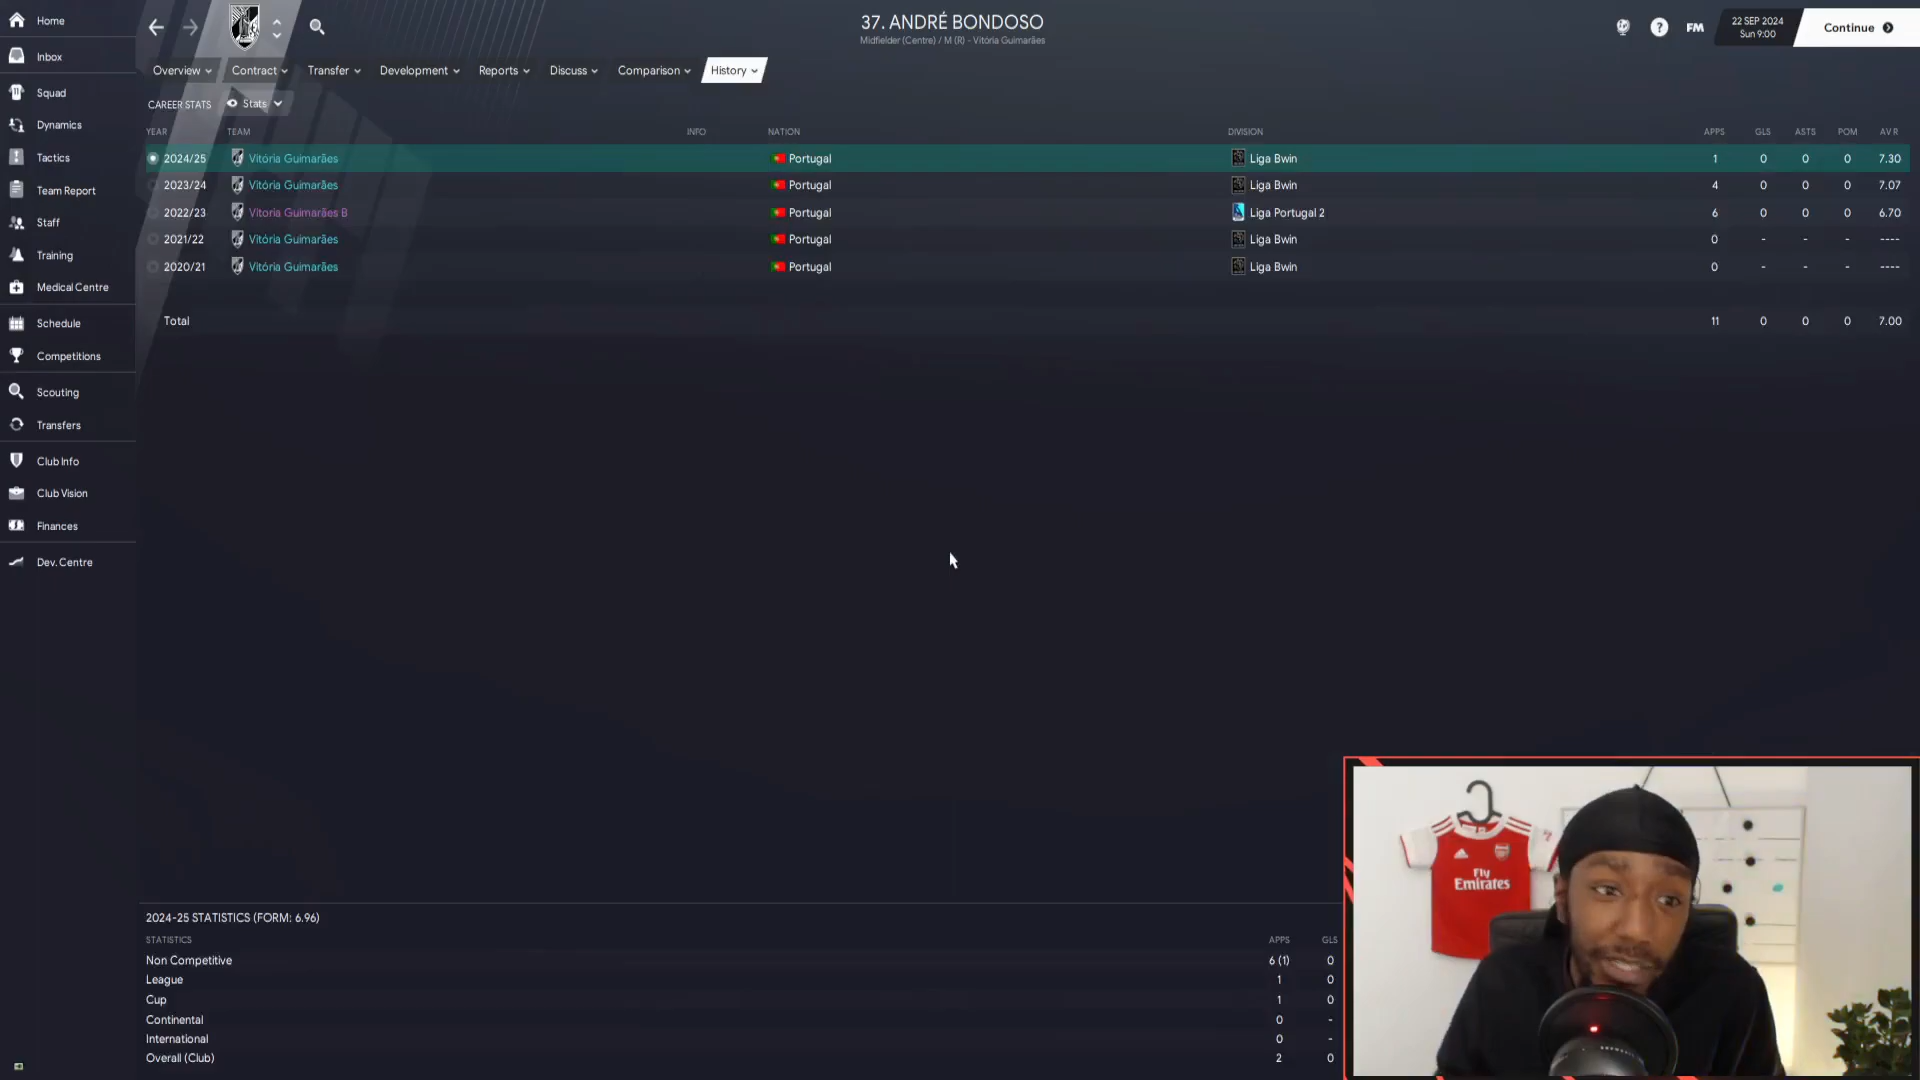 Home
Inbox
Squad
Dynamics
Tactics
Team Report
Staff
Training
Medical Centre
Schedule
Competitions
Scouting
Transfers
Club Info
Club Vision
Finances
Dev. Centre
37. ANDRÉ BONDOSO
Midfielder (Centre) / M (R) - Vitória Guimarães
? FM 22 SEP 2024
Sun 9:00
Continue
Overview Contract Transfer Development Reports Discuss Comparison History
CAREER STATS Stats
YEAR TEAM INFO NATION DIVISION APPS GLS ASTS POM AV R
2024/25 Vitória Guimarães Portugal Liga Bwin 1 0 0 0 7.30
2023/24 Vitória Guimarães Portugal Liga Bwin 4 0 0 0 7.07
2022/23 Vitoria Guimarães B Portugal Liga Portugal 2 6 0 0 0 6.70
2021/22 Vitória Guimarães Portugal Liga Bwin 0 - - - ----
2020/21 Vitória Guimarães Portugal Liga Bwin 0 - - - ----
Total 11 0 0 0 7.00
2024-25 STATISTICS (FORM: 6.96)
STATISTICS APPS GLS
Non Competitive 6 (1) 0
League 1 0
Cup 1 0
Continental 0 -
International 0 -
Overall (Club) 2 0
Fly
Emirates